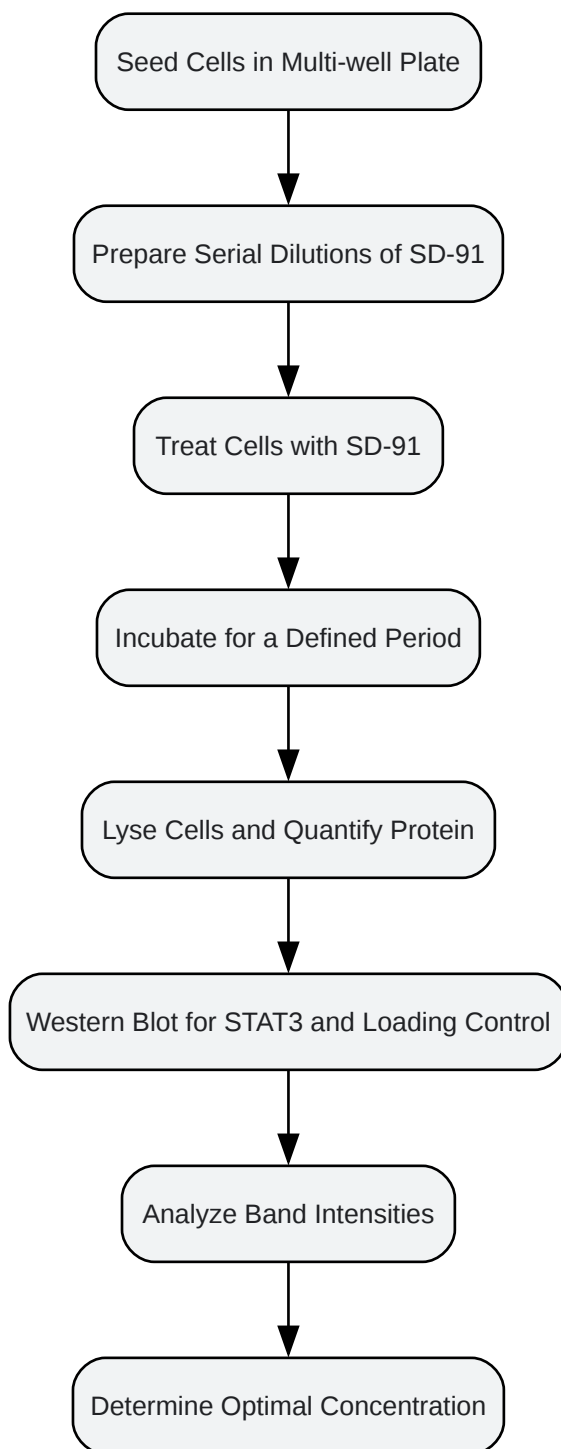 Seed Cells in Multi-well Plate
Prepare Serial Dilutions of SD-91
Treat Cells with SD-91
Incubate for a Defined Period
Lyse Cells and Quantify Protein
Western Blot for STAT3 and Loading Control
Analyze Band Intensities
Determine Optimal Concentration